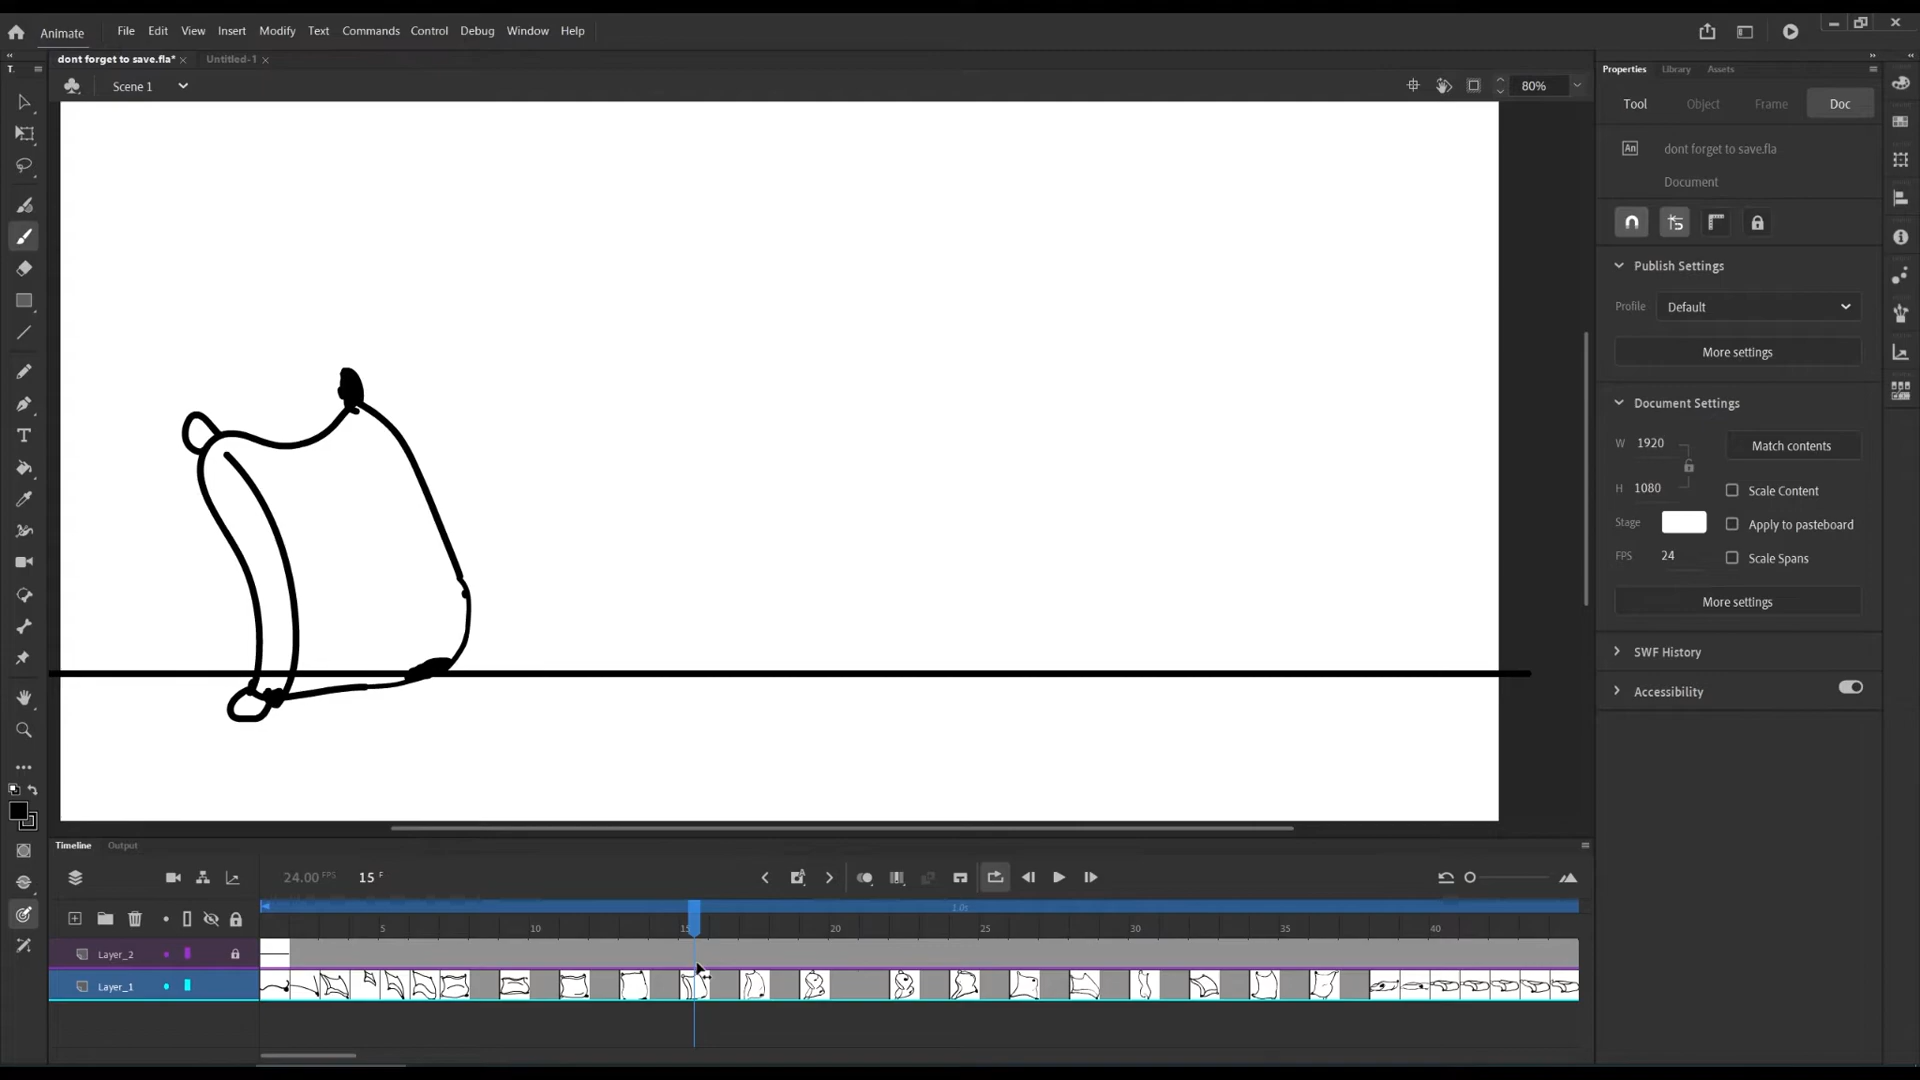 Animate File Edit View Insert Modify Text Commands Control Debug Window Help
dont forget to save.fla* Untitled-1
T. Properties Library Assets
Scene 1 80%
Tool Object Frame Doc
An dont forget to save.fla
Document
Publish Settings
Profile Default
More settings
Document Settings
W 1920 Match contents
H 1080 Scale Content
Stage Apply to pasteboard
FPS 24 Scale Spans
More settings
SWF History
Accessibility
Timeline Output
24.00 FPS 15 F
1.0s
5 10 15 20 25 30 35 40
Layer_2
Layer_1